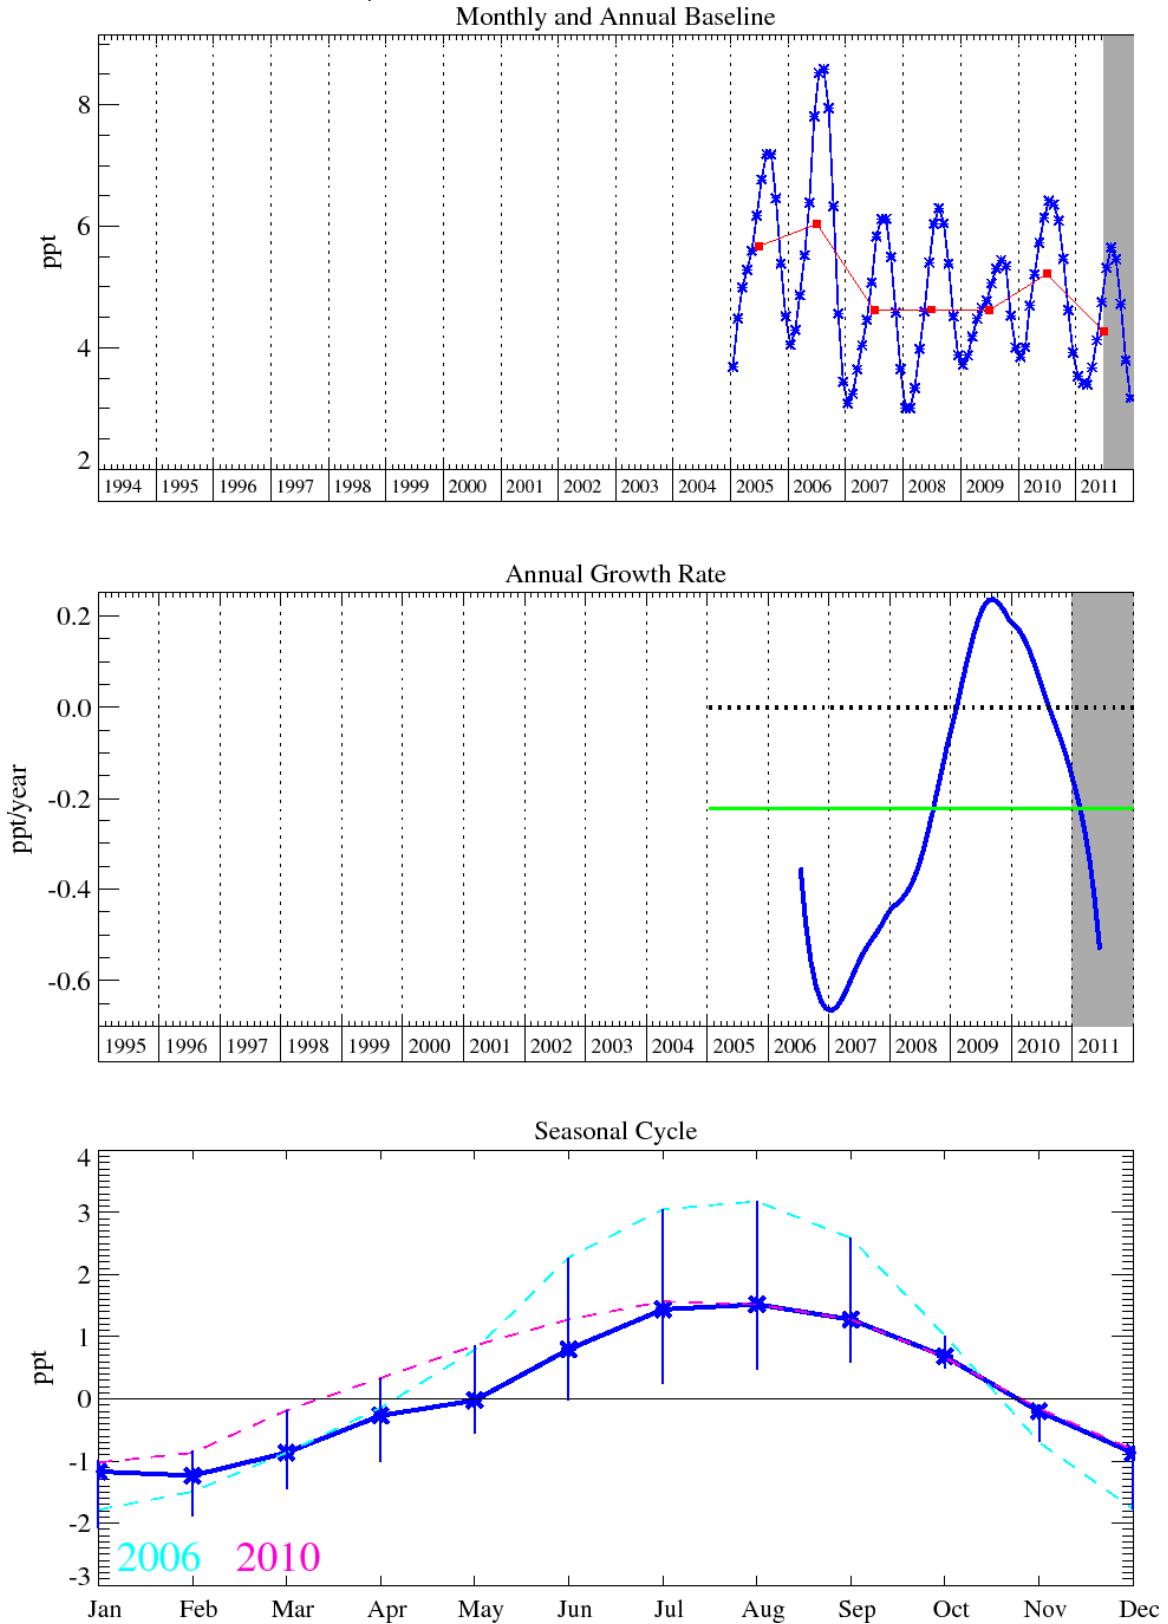 Monthly and Annual Baseline
8
6
4
2
ppt
1994 1995 1996 1997 1998 1999 2000 2001 2002 2003 2004 2005 2006 2007 2008 2009 2010 2011
Annual Growth Rate
0.2
0.0
-0.2
-0.4
-0.6
ppt/year
1995 1996 1997 1998 1999 2000 2001 2002 2003 2004 2005 2006 2007 2008 2009 2010 2011
Seasonal Cycle
4
3
2
1
0
-1
-2
-3
ppt
2006 2010
Jan Feb Mar Apr May Jun Jul Aug Sep Oct Nov Dec